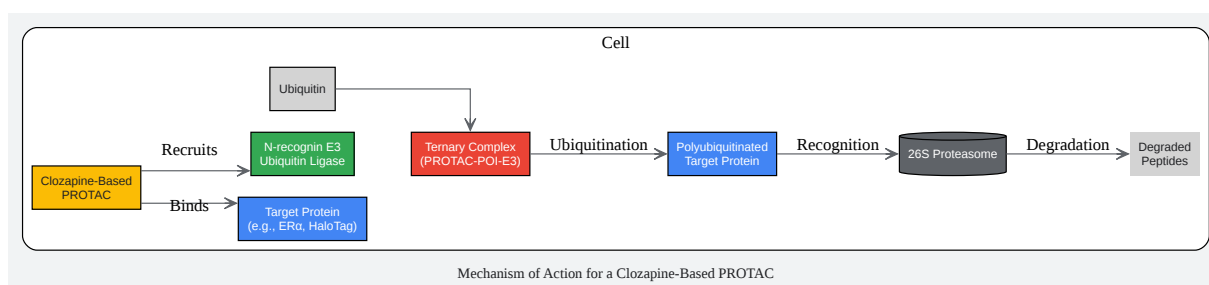 Cell
Ubiquitin
Recruits
N-recognin E3
Ubiquitin Ligase
Ternary Complex
(PROTAC-POI-E3)
Ubiquitination
Polyubiquitinated
Target Protein
Recognition
26S Proteasome
Degradation
Degraded
Peptides
Clozapine-Based
PROTAC
Binds
Target Protein
(e.g., ERα, HaloTag)
Mechanism of Action for a Clozapine-Based PROTAC